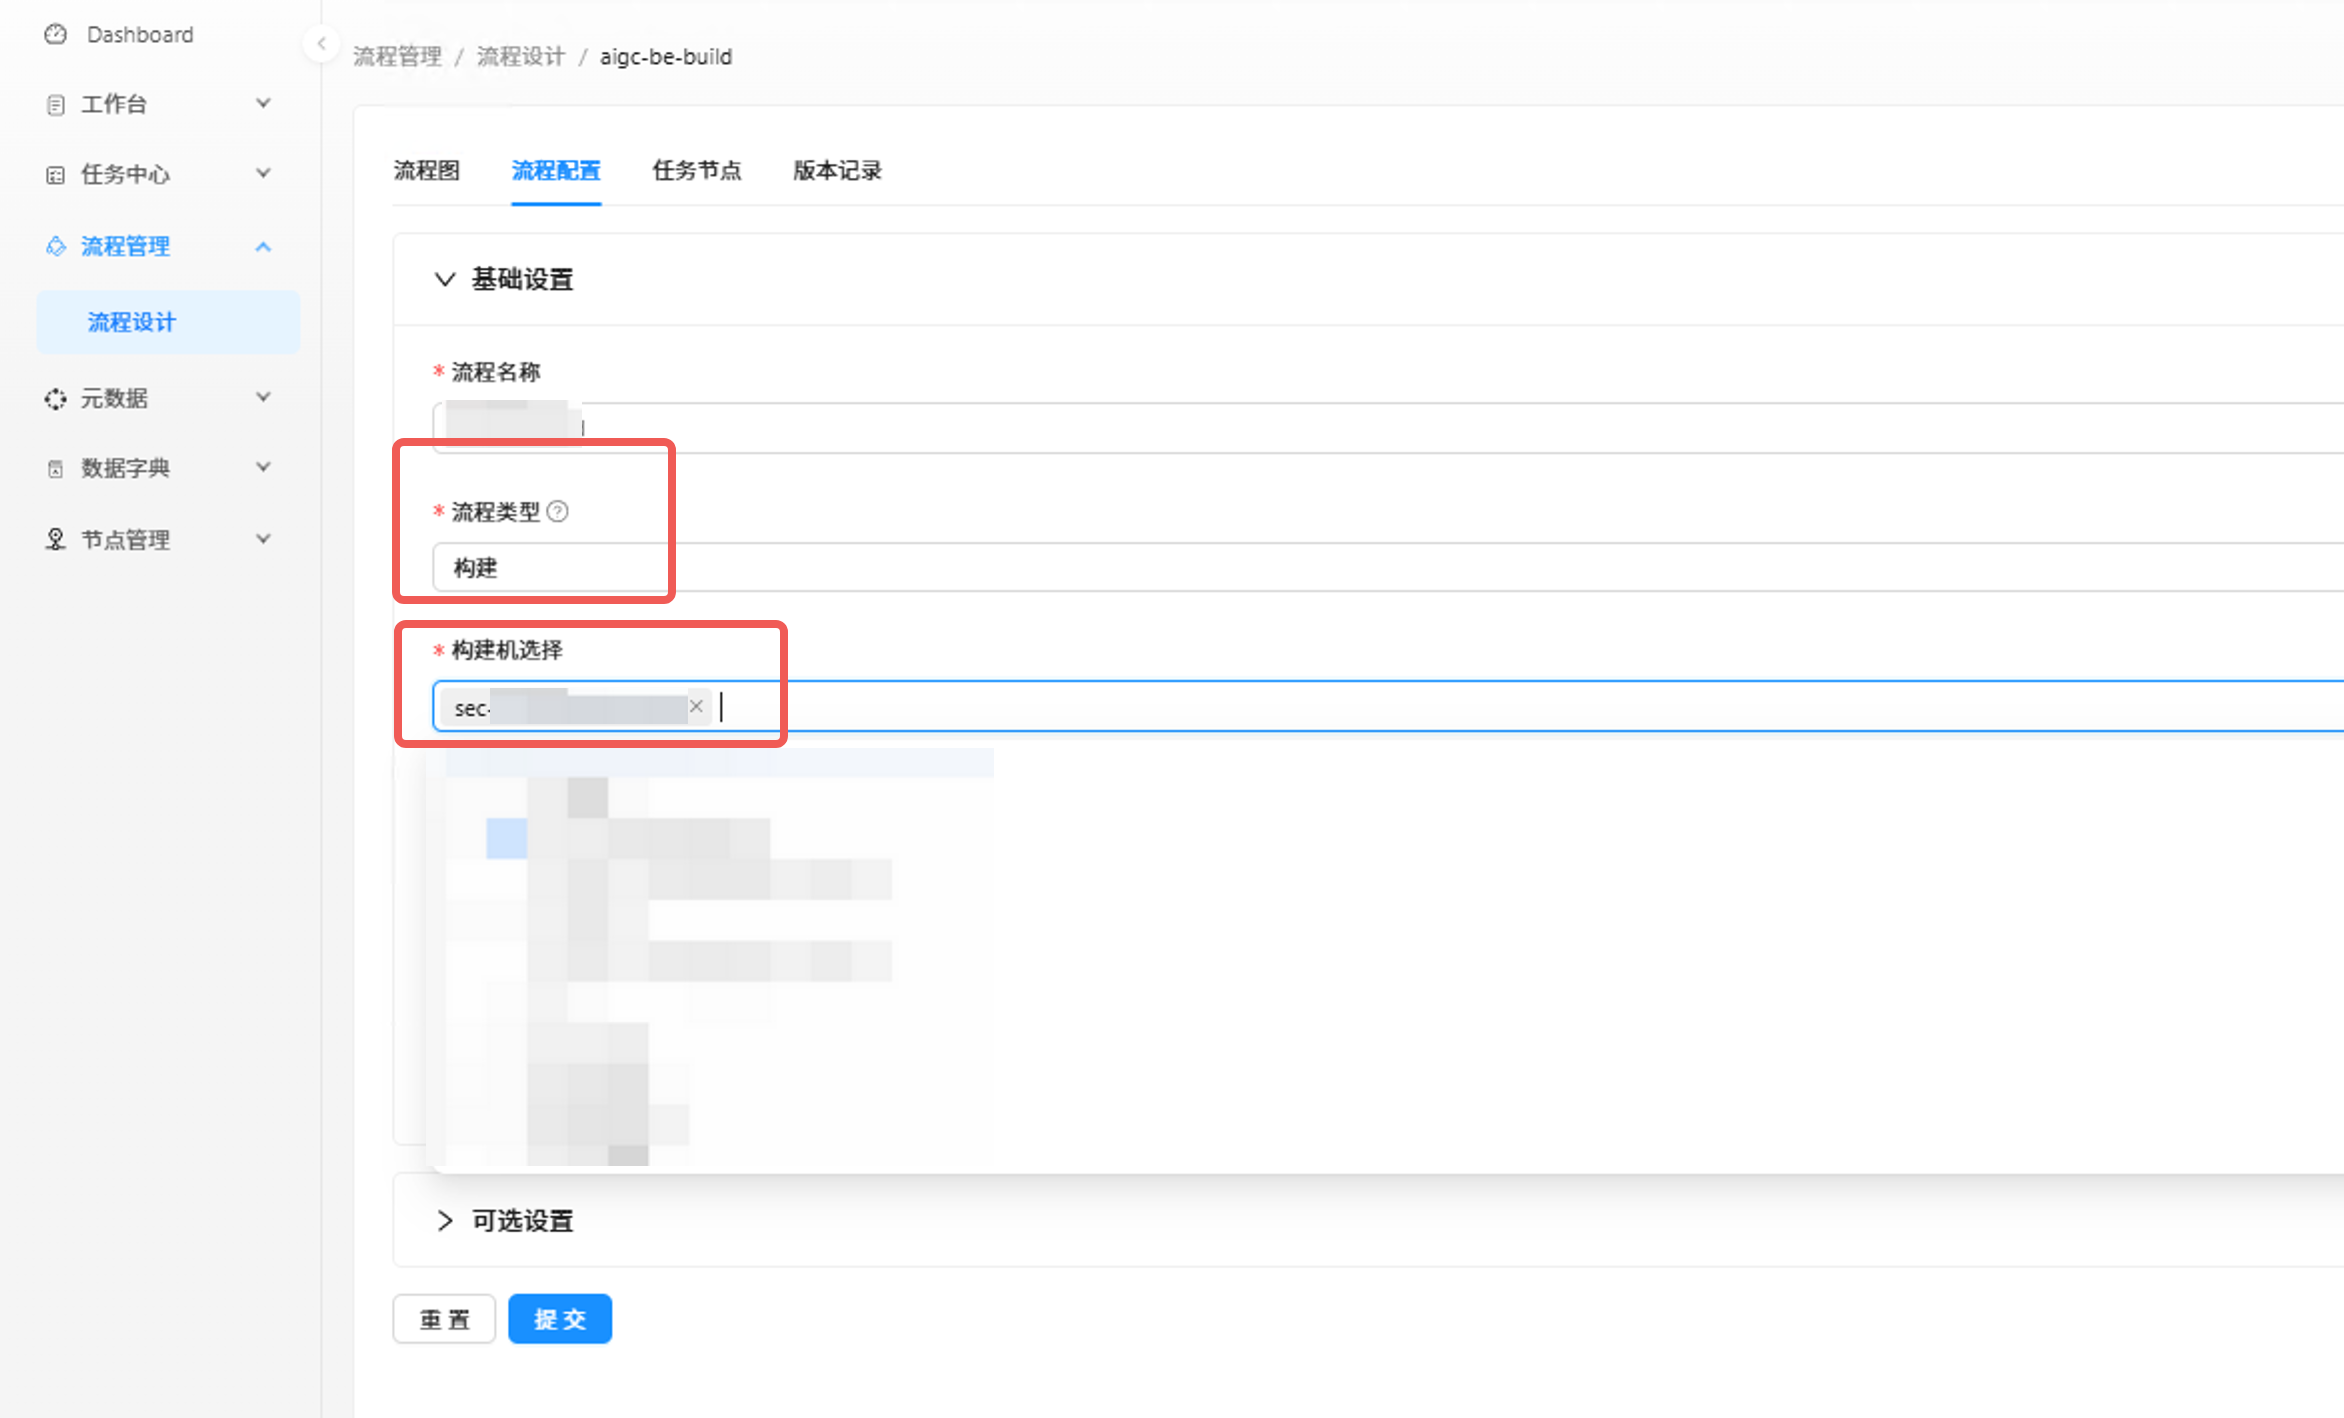 Dashboard
工作台
任务中心
流程管理
流程设计
元数据
数据字典
节点管理
流程管理 / 流程设计 / aigc-be-build
流程图 流程配置 任务节点 版本记录
基础设置
* 流程名称
* 流程类型 ?
构建
* 构建机选择
sec-
可选设置
重 置 提 交